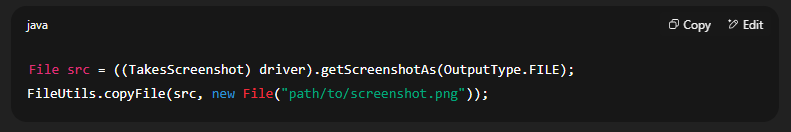 java
Copy
Edit
File src = ((TakesScreenshot) driver).getScreenshotAs(OutputType.FILE);
FileUtils.copyFile(src, new File("path/to/screenshot.png"));